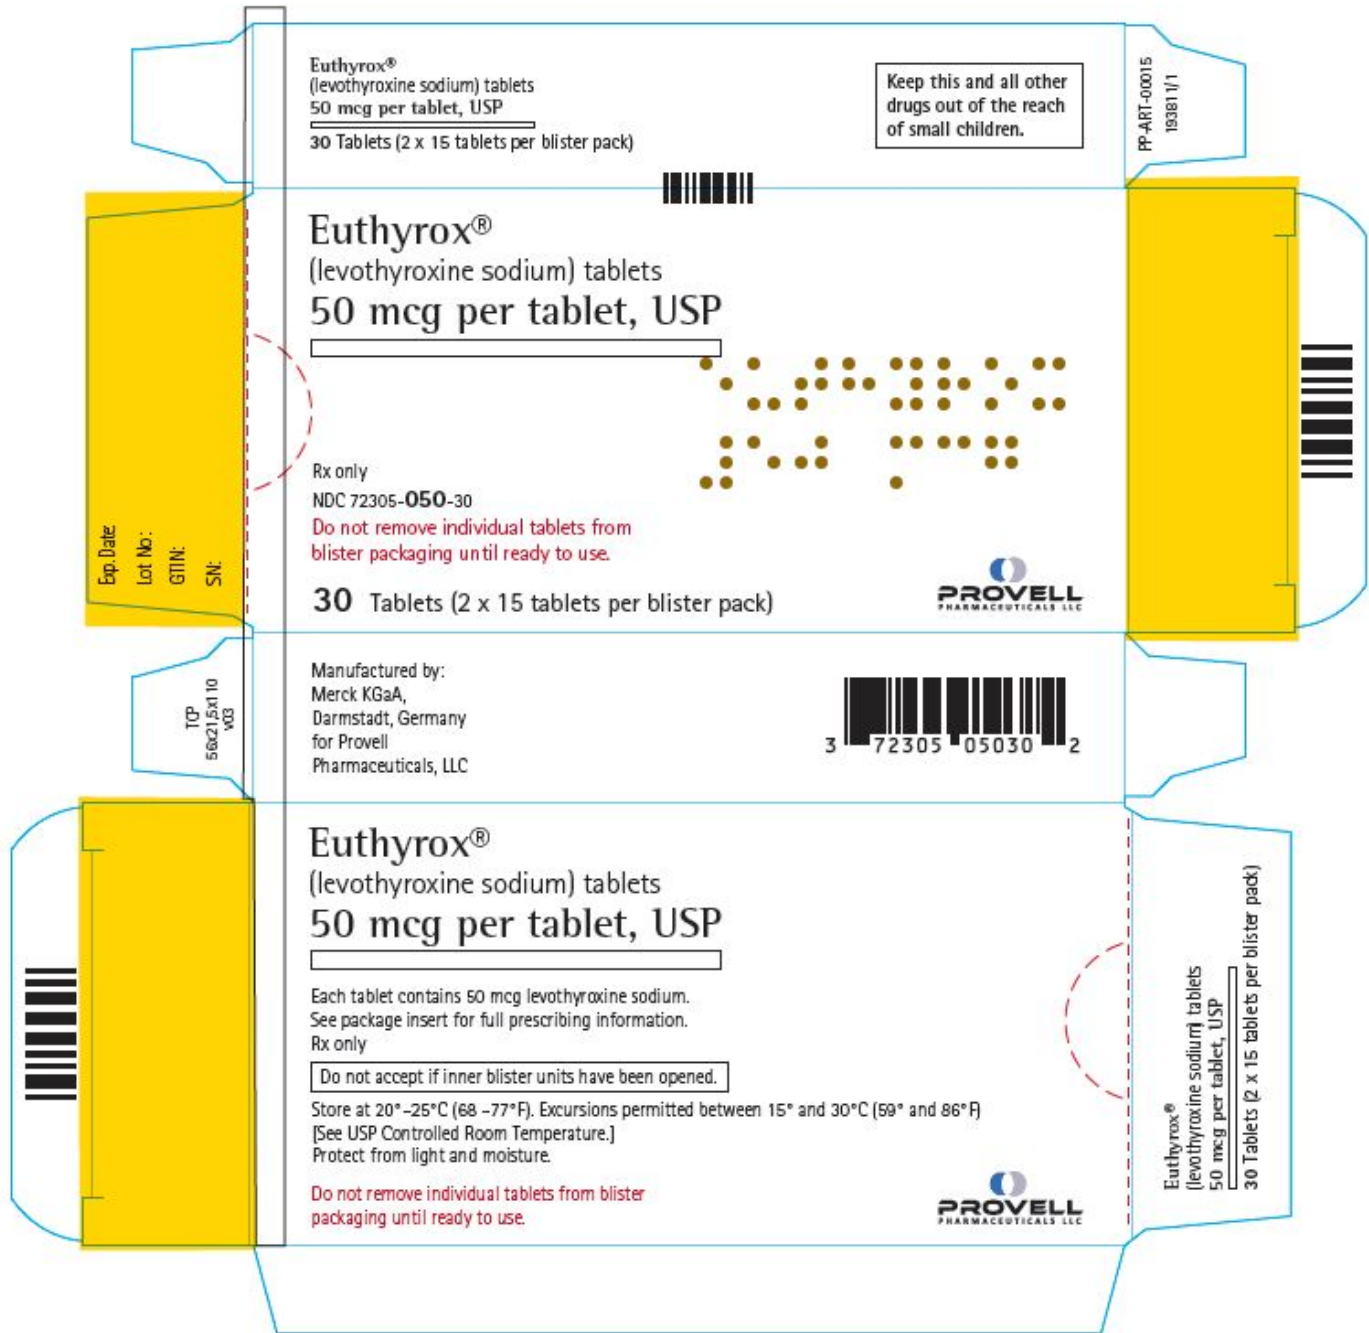 Euthyrox®
(levothyroxine sodium) tablets
50 mcg per tablet, USP
30 Tablets (2 x 15 tablets per blister pack)
Keep this and all other
drugs out of the reach
of small children.
PP-ART-00015
193811/1
Euthyrox®
(levothyroxine sodium) tablets
50 mcg per tablet, USP
Rx only
NDC 72305-050-30
Do not remove individual tablets from
blister packaging until ready to use.
30 Tablets (2 x 15 tablets per blister pack)
PROVELL
PHARMACEUTICALS LLC
Exp. Date:
Lot No:
GTIN:
SN:
TCP
56x21,5x110
v03
Manufactured by:
Merck KGaA,
Darmstadt, Germany
for Provell
Pharmaceuticals, LLC
3 72305 05030 2
Euthyrox®
(levothyroxine sodium) tablets
50 mcg per tablet, USP
Each tablet contains 50 mcg levothyroxine sodium.
See package insert for full prescribing information.
Rx only
Do not accept if inner blister units have been opened.
Store at 20°–25°C (68 –77°F). Excursions permitted between 15° and 30°C (59° and 86°F)
[See USP Controlled Room Temperature.]
Protect from light and moisture.
Do not remove individual tablets from blister
packaging until ready to use.
PROVELL
PHARMACEUTICALS LLC
Euthyrox®
(levothyroxine sodium) tablets
50 mcg per tablet, USP
30 Tablets (2 x 15 tablets per blister pack)